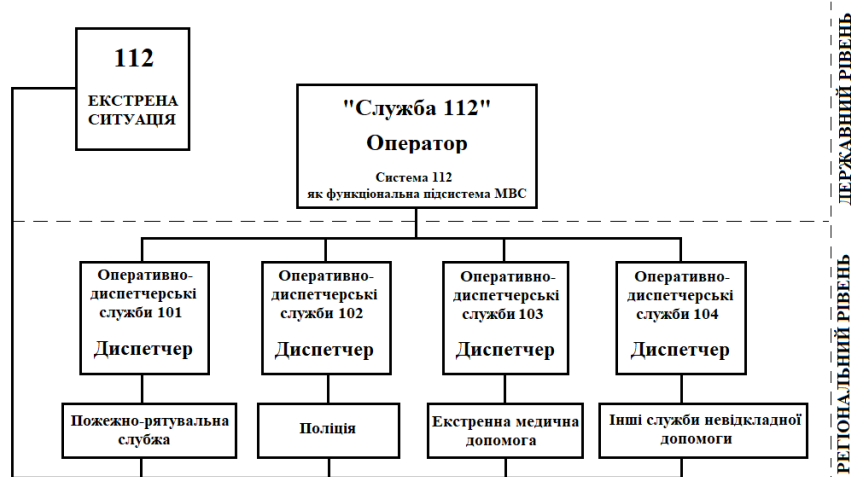 112
ЕКСТРЕНА
СИТУАЦІЯ
"Служба 112"
Оператор
Система 112
як функціональна підсистема МВС
ДЕРЖАВНИЙ РІВЕНЬ
Оперативно-
диспетчерські
служби 101
Диспетчер
Оперативно-
диспетчерські
служби 102
Диспетчер
Оперативно-
диспетчерські
служби 103
Диспетчер
Оперативно-
диспетчерські
служби 104
Диспетчер
Пожежно-рятувальна
слубжа
Поліція
Екстренна медична
допомога
Інші служби невідкладної
допомоги
РЕГІОНАЛЬНИЙ РІВЕНЬ